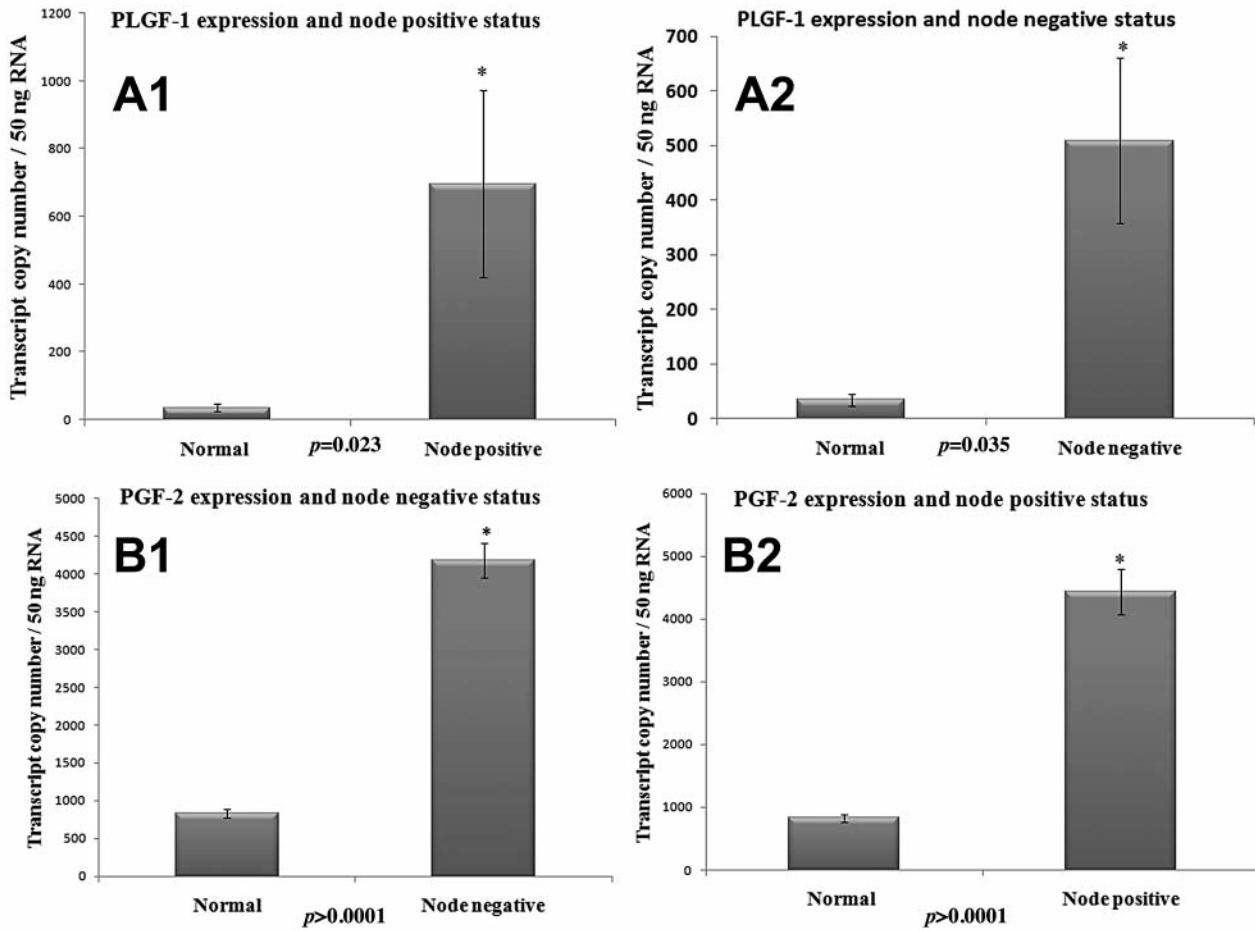 PLGF-1 expression and node positive status
A1
Transcript copy number / 50 ng RNA
1200
1000
800
600
400
200
0
*
Normal
p=0.023
Node positive
PLGF-1 expression and node negative status
A2
Transcript copy number / 50 ng RNA
700
600
500
400
300
200
100
0
*
Normal
p=0.035
Node negative
PGF-2 expression and node negative status
B1
Transcript copy number / 50 ng RNA
5000
4500
4000
3500
3000
2500
2000
1500
1000
500
0
*
Normal
p>0.0001
Node negative
PGF-2 expression and node positive status
B2
Transcript copy number / 50 ng RNA
6000
5000
4000
3000
2000
1000
0
*
Normal
p>0.0001
Node positive